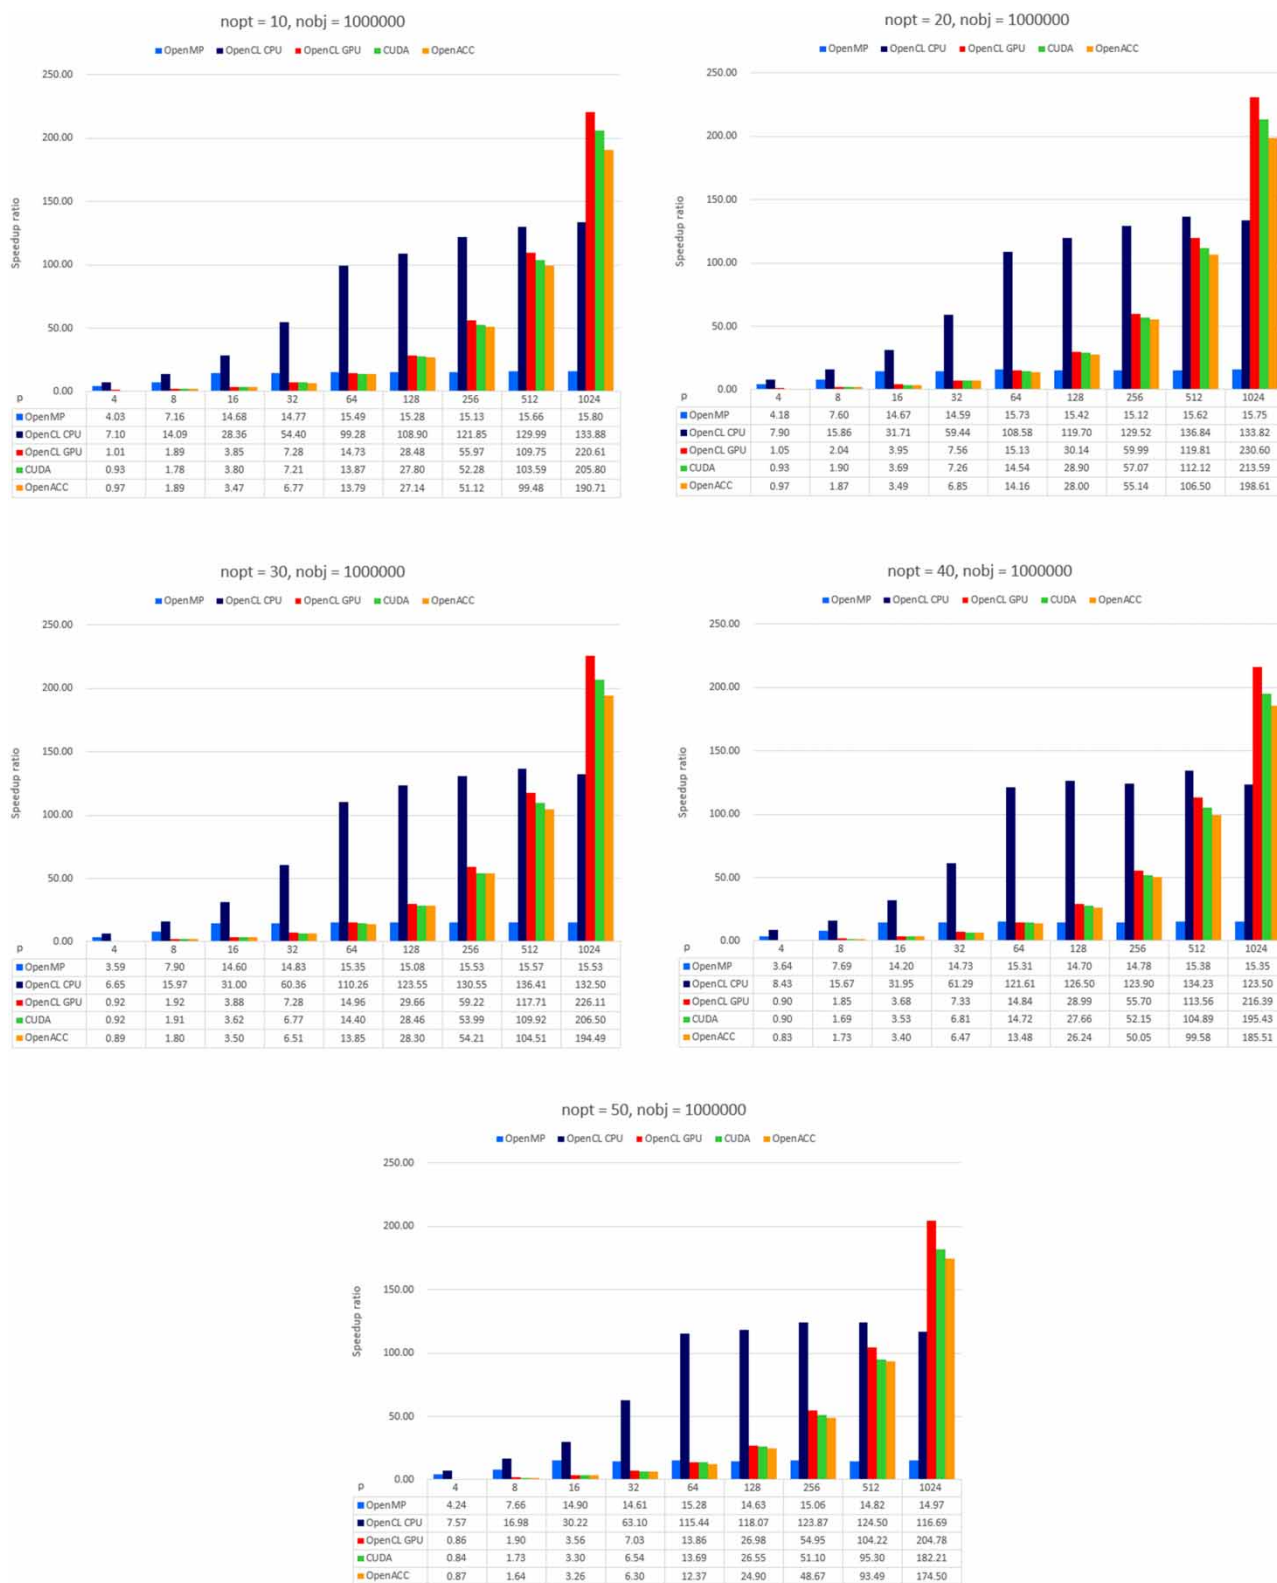 nopt = 10, nobj = 1000000
OpenMP OpenCL CPU OpenCL GPU CUDA OpenACC
250.00
200.00
150.00
100.00
50.00
0.00
Speedup ratio
p 4 8 16 32 64 128 256 512 1024
OpenMP 4.03 7.16 14.68 14.77 15.49 15.28 15.13 15.66 15.80
OpenCL CPU 7.10 14.09 28.36 54.40 99.28 108.90 121.85 129.99 133.88
OpenCL GPU 1.01 1.89 3.85 7.28 14.73 28.48 55.97 109.75 220.61
CUDA 0.93 1.78 3.80 7.21 13.87 27.80 52.28 103.59 205.80
OpenACC 0.97 1.89 3.47 6.77 13.79 27.14 51.12 99.48 190.71
nopt = 20, nobj = 1000000
OpenMP OpenCL CPU OpenCL GPU CUDA OpenACC
250.00
200.00
150.00
100.00
50.00
0.00
Speedup ratio
p 4 8 16 32 64 128 256 512 1024
OpenMP 4.18 7.60 14.67 14.59 15.73 15.42 15.12 15.62 15.75
OpenCL CPU 7.90 15.86 31.71 59.44 108.58 119.70 129.52 136.84 133.82
OpenCL GPU 1.05 2.04 3.95 7.56 15.13 30.14 59.99 119.81 230.60
CUDA 0.93 1.90 3.69 7.26 14.54 28.90 57.07 112.12 213.59
OpenACC 0.97 1.87 3.49 6.85 14.16 28.00 55.14 106.50 198.61
nopt = 30, nobj = 1000000
OpenMP OpenCL CPU OpenCL GPU CUDA OpenACC
250.00
200.00
150.00
100.00
50.00
0.00
Speedup ratio
p 4 8 16 32 64 128 256 512 1024
OpenMP 3.59 7.90 14.60 14.83 15.35 15.08 15.53 15.57 15.53
OpenCL CPU 6.65 15.97 31.00 60.36 110.26 123.55 130.55 136.41 132.50
OpenCL GPU 0.92 1.92 3.88 7.28 14.96 29.66 59.22 117.71 226.11
CUDA 0.92 1.91 3.62 6.77 14.40 28.46 53.99 109.92 206.50
OpenACC 0.89 1.80 3.50 6.51 13.85 28.30 54.21 104.51 194.49
nopt = 40, nobj = 1000000
OpenMP OpenCL CPU OpenCL GPU CUDA OpenACC
250.00
200.00
150.00
100.00
50.00
0.00
Speedup ratio
p 4 8 16 32 64 128 256 512 1024
OpenMP 3.64 7.69 14.20 14.73 15.31 14.70 14.78 15.38 15.35
OpenCL CPU 8.43 15.67 31.95 61.29 121.61 126.50 123.90 134.23 123.50
OpenCL GPU 0.90 1.85 3.68 7.33 14.84 28.99 55.70 113.56 216.39
CUDA 0.90 1.69 3.53 6.81 14.72 27.66 52.15 104.89 195.43
OpenACC 0.83 1.73 3.40 6.47 13.48 26.24 50.05 99.58 185.51
nopt = 50, nobj = 1000000
OpenMP OpenCL CPU OpenCL GPU CUDA OpenACC
250.00
200.00
150.00
100.00
50.00
0.00
Speedup ratio
p 4 8 16 32 64 128 256 512 1024
OpenMP 4.24 7.66 14.90 14.61 15.28 14.63 15.06 14.82 14.97
OpenCL CPU 7.57 16.98 30.22 63.10 115.44 118.07 123.87 124.50 116.69
OpenCL GPU 0.86 1.90 3.56 7.03 13.86 26.98 54.95 104.22 204.78
CUDA 0.84 1.73 3.30 6.54 13.69 26.55 51.10 95.30 182.21
OpenACC 0.87 1.64 3.26 6.30 12.37 24.90 48.67 93.49 174.50